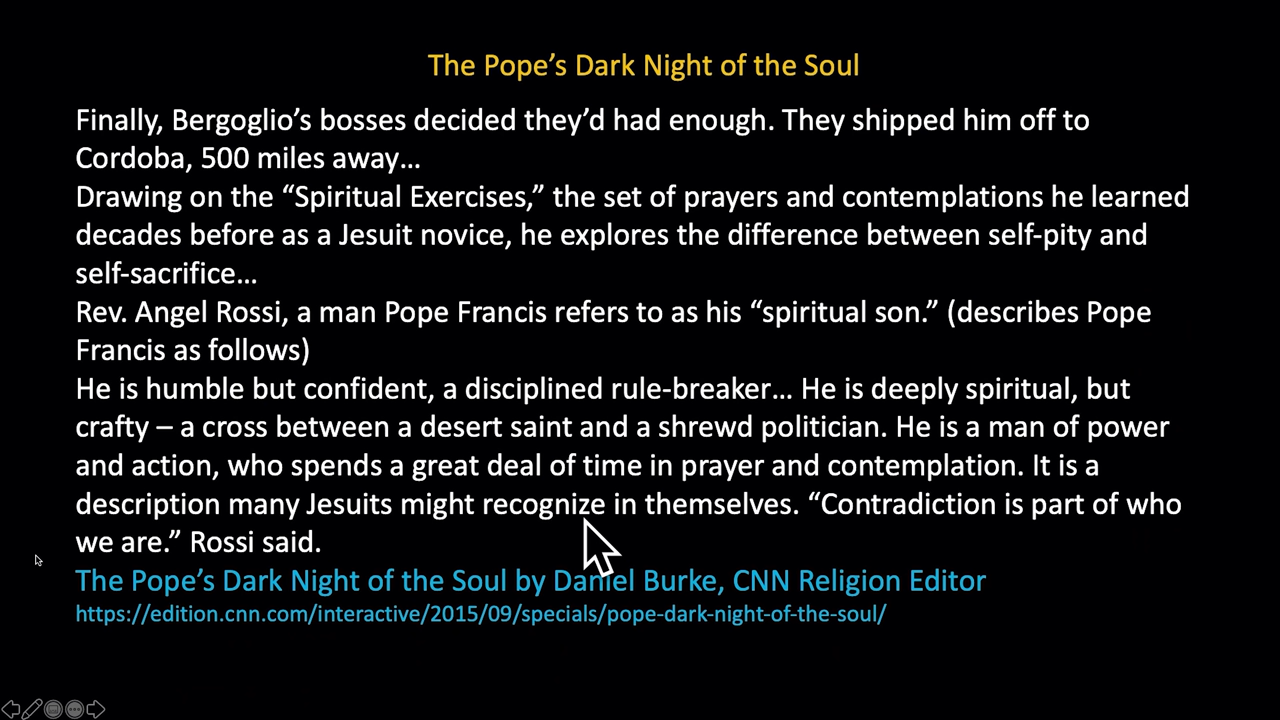 The Pope’s Dark Night of the Soul
Finally, Bergoglio’s bosses decided they’d had enough. They shipped him off to
Cordoba, 500 miles away…
Drawing on the “Spiritual Exercises,” the set of prayers and contemplations he learned
decades before as a Jesuit novice, he explores the difference between self-pity and
self-sacrifice…
Rev. Angel Rossi, a man Pope Francis refers to as his “spiritual son.” (describes Pope
Francis as follows)
He is humble but confident, a disciplined rule-breaker… He is deeply spiritual, but
crafty – a cross between a desert saint and a shrewd politician. He is a man of power
and action, who spends a great deal of time in prayer and contemplation. It is a
description many Jesuits might recognize in themselves. “Contradiction is part of who
we are.” Rossi said.
The Pope’s Dark Night of the Soul by Daniel Burke, CNN Religion Editor
https://edition.cnn.com/interactive/2015/09/specials/pope-dark-night-of-the-soul/